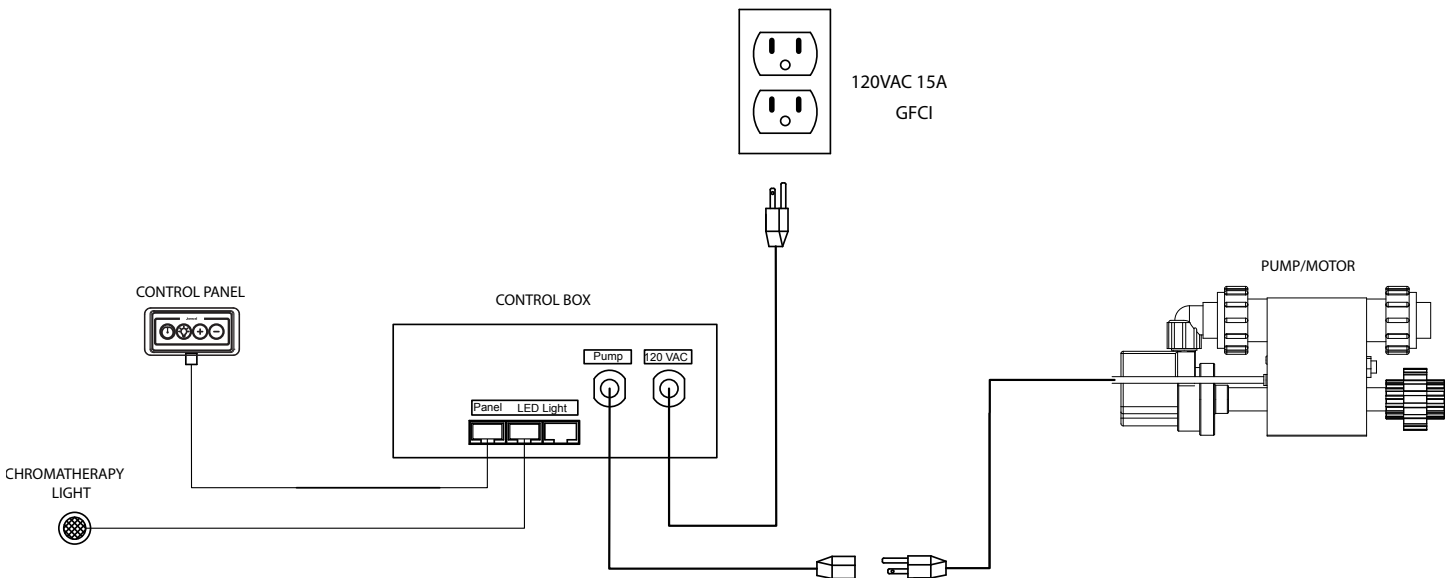 120VAC 15A
GFCI
PUMP/MOTOR
CONTROL PANEL
CONTROL BOX
Pump
120 VAC
Panel LED Light
CHROMATHERAPY
LIGHT